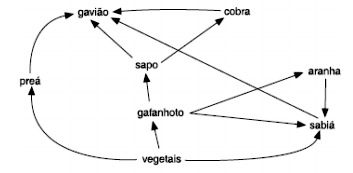 gavião
cobra
sapo
aranha
preá
gafanhoto
sabiá
vegetais